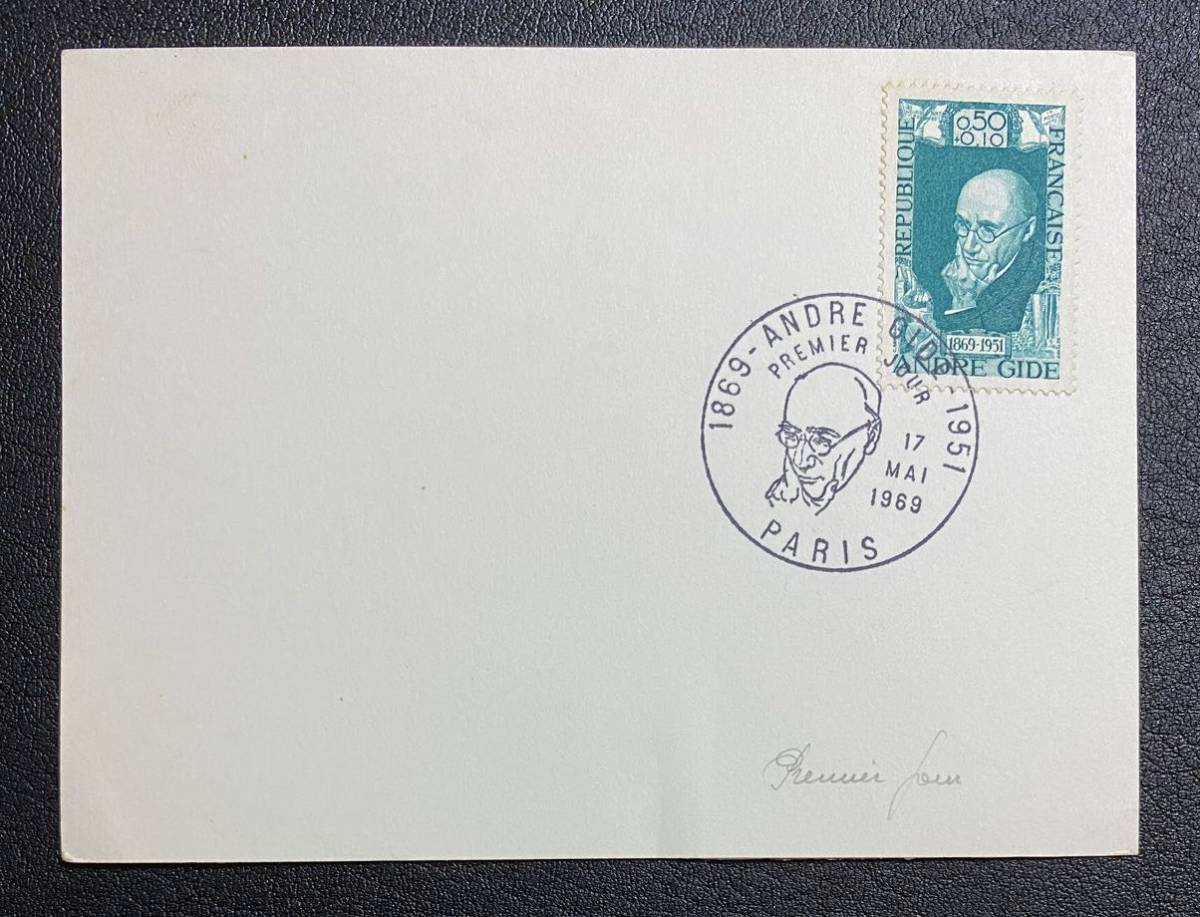 0,50
+0,10
REPUBLIQUE FRANÇAISE
POSTES
1869-1951
ANDRE GIDE
1869-ANDRE GIDE-1951
PREMIER JOUR
17
MAI
1969
PARIS
Premier Jour